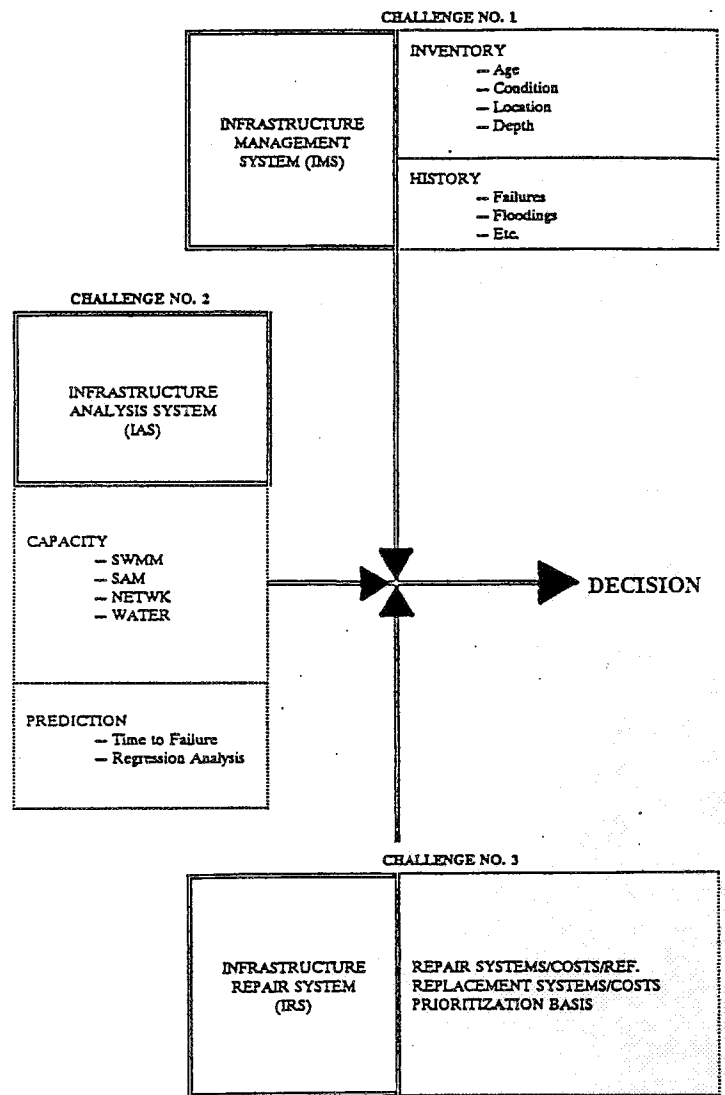 CHALLENGE NO. 1
INFRASTRUCTURE
MANAGEMENT
SYSTEM (IMS)
INVENTORY
— Age
— Condition
— Location
— Depth
HISTORY
— Failures
— Floodings
— Etc.
CHALLENGE NO. 2
INFRASTRUCTURE
ANALYSIS SYSTEM
(IAS)
CAPACITY
— SWMM
— SAM
— NETWK
— WATER
PREDICTION
— Time to Failure
— Regression Analysis
DECISION
CHALLENGE NO. 3
INFRASTRUCTURE
REPAIR SYSTEM
(IRS)
REPAIR SYSTEMS/COSTS/REF.
REPLACEMENT SYSTEMS/COSTS
PRIORITIZATION BASIS